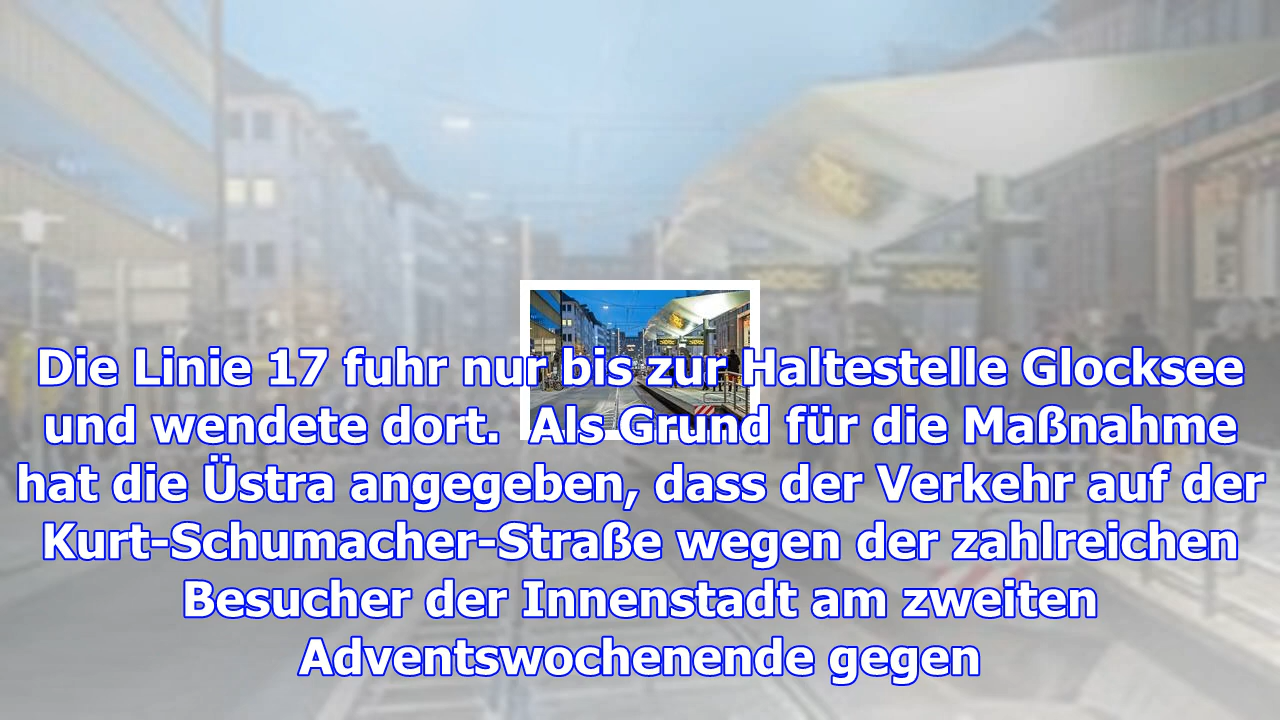 Die Linie 17 fuhr nur bis zur Haltestelle Glocksee
und wendete dort.  Als Grund für die Maßnahme
hat die Üstra angegeben, dass der Verkehr auf der
Kurt-Schumacher-Straße wegen der zahlreichen
Besucher der Innenstadt am zweiten
Adventswochenende gegen